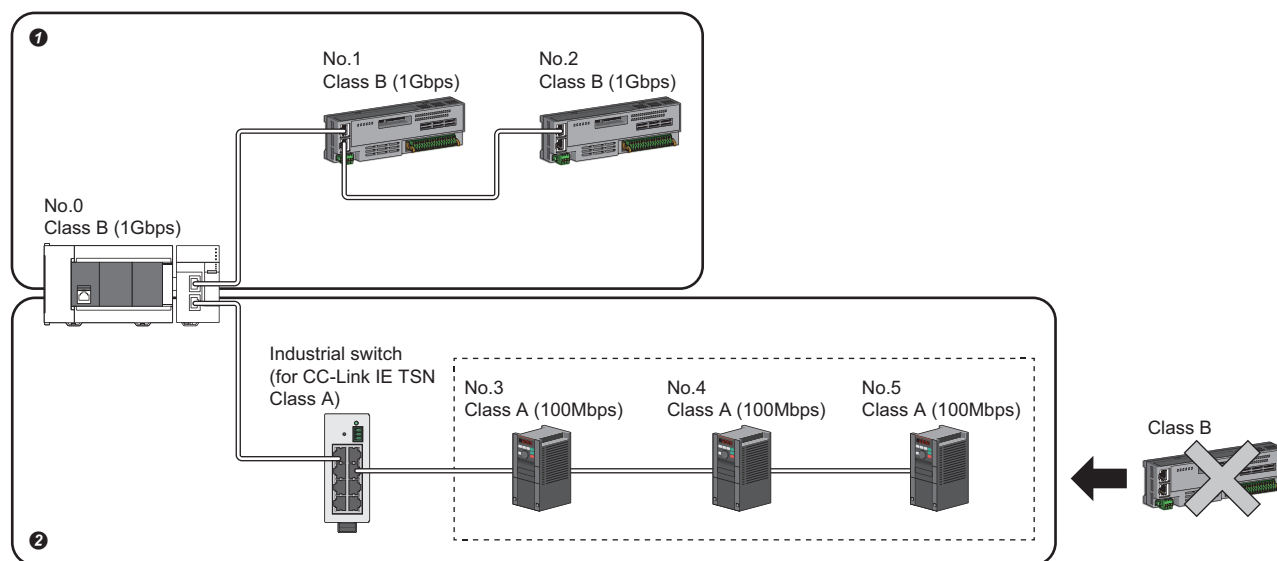 ❶
No.1
Class B (1Gbps)
No.2
Class B (1Gbps)
No.0
Class B (1Gbps)
Industrial switch
(for CC-Link IE TSN
Class A)
No.3
Class A (100Mbps)
No.4
Class A (100Mbps)
No.5
Class A (100Mbps)
Class B
❷